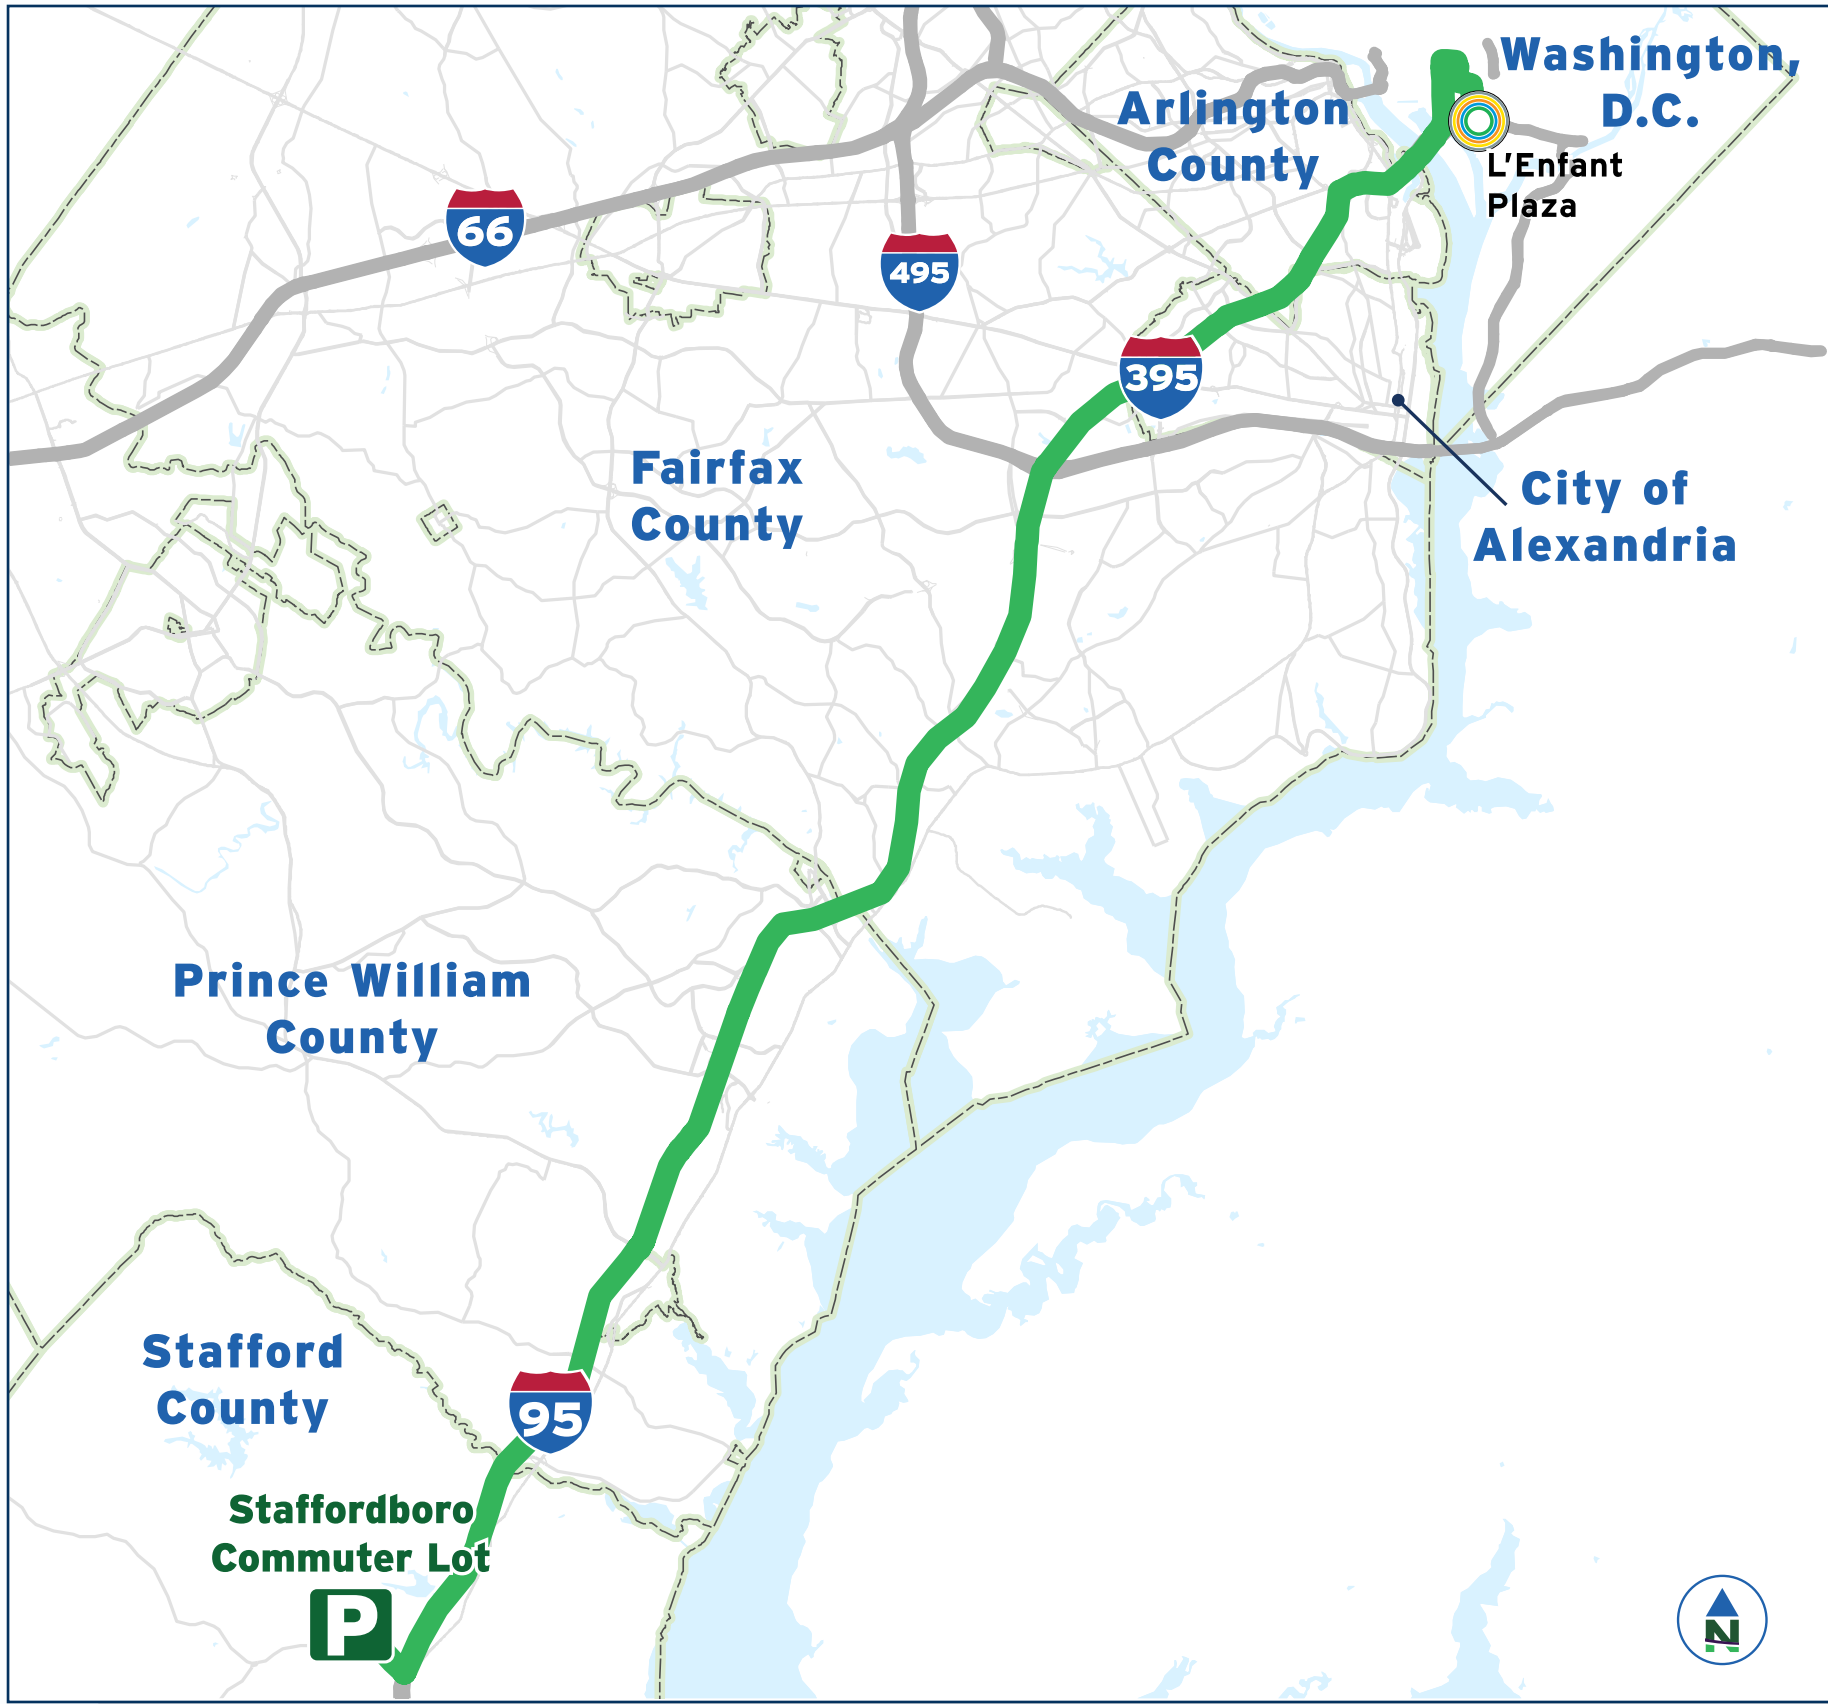 Washington,
D.C.
Arlington
County
L'Enfant
Plaza
66
495
395
Fairfax
County
City of
Alexandria
Prince William
County
Stafford
County
95
Staffordboro
Commuter Lot
P
N